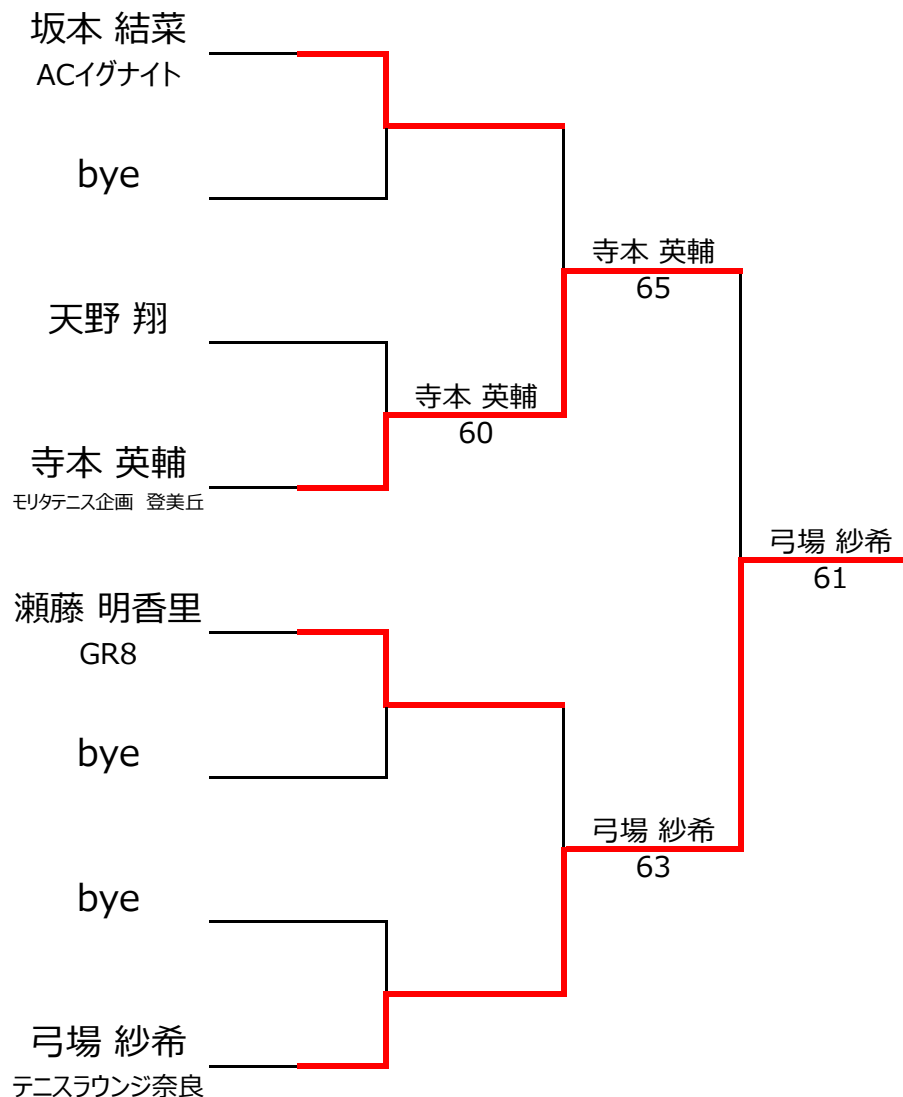 坂本 結菜
ACイグナイト
bye
寺本 英輔
65
天野 翔
寺本 英輔
60
寺本 英輔
モリタテニス企画　登美丘
弓場 紗希
61
瀬藤 明香里
GR8
bye
弓場 紗希
63
bye
弓場 紗希
テニスラウンジ奈良